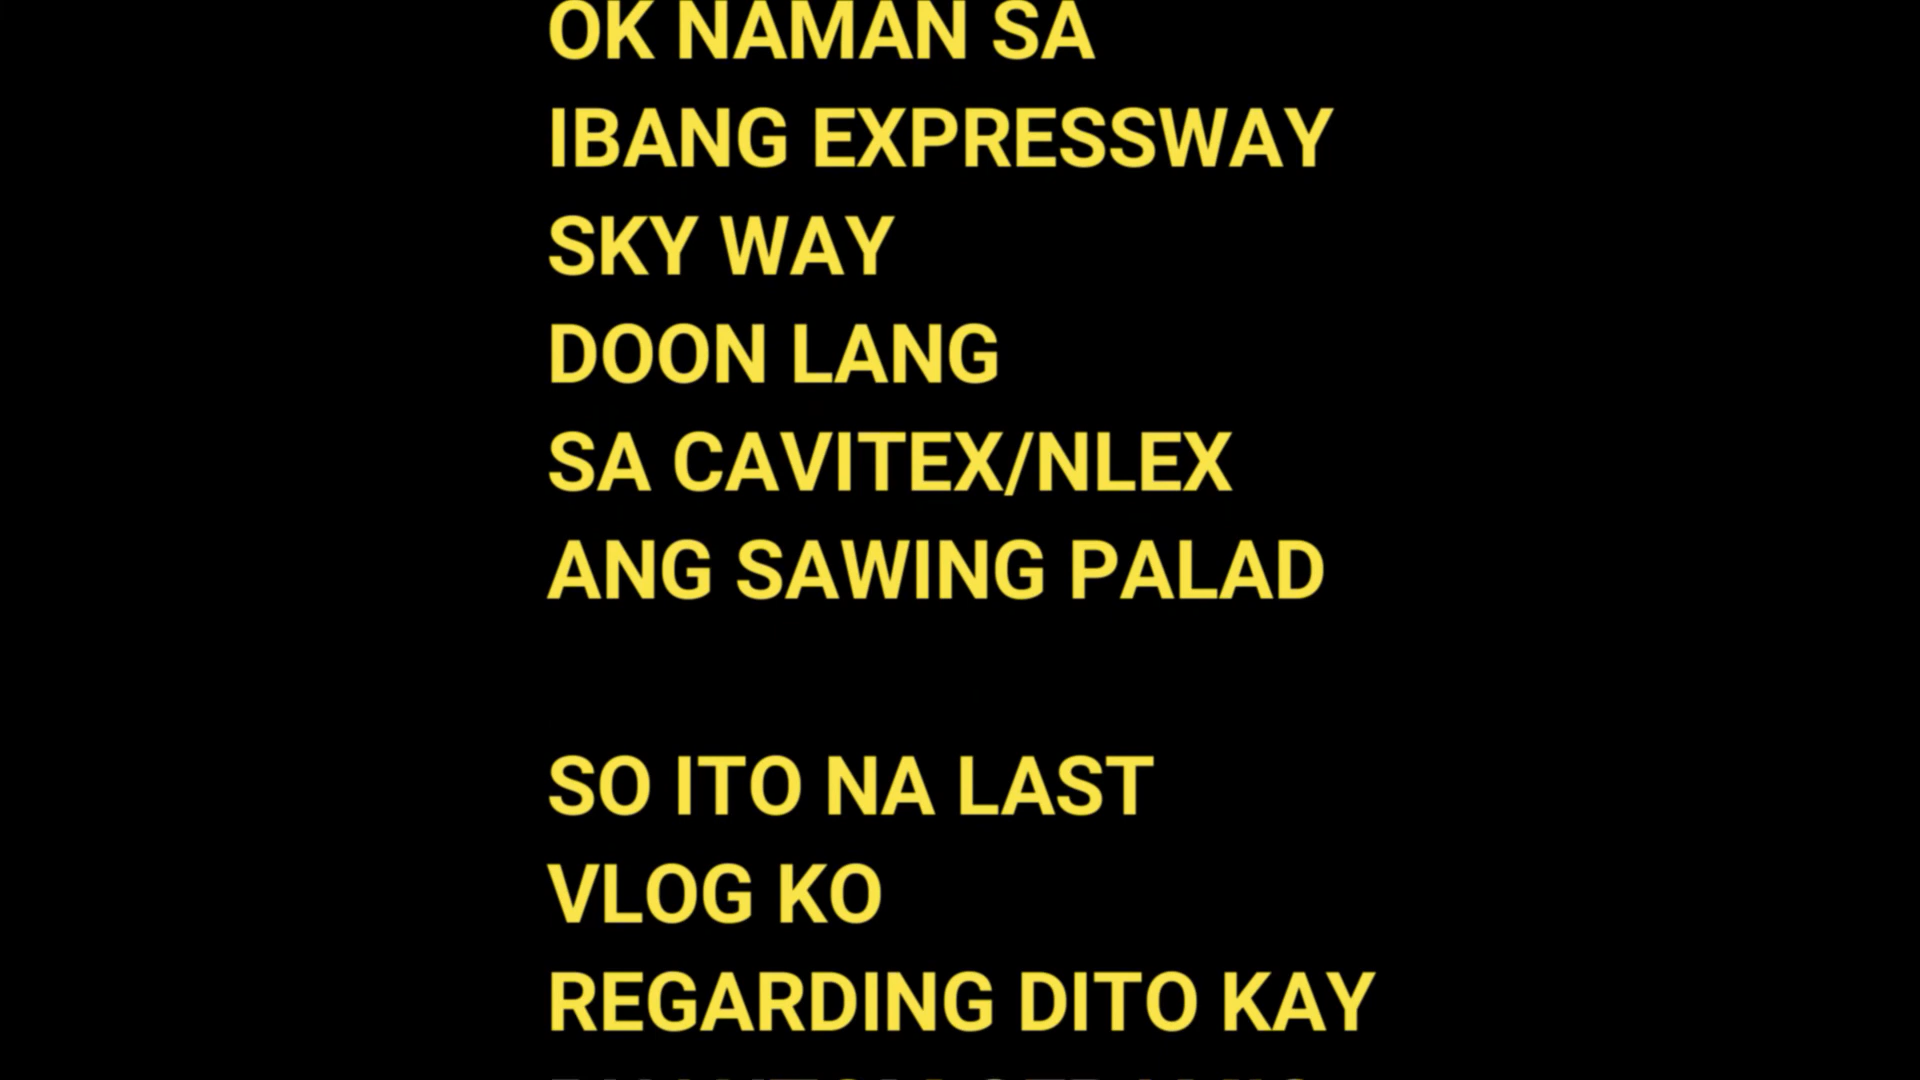 OK NAMAN SA
IBANG EXPRESSWAY
SKY WAY
DOON LANG
SA CAVITEX/NLEX
ANG SAWING PALAD
SO ITO NA LAST
VLOG KO
REGARDING DITO KAY